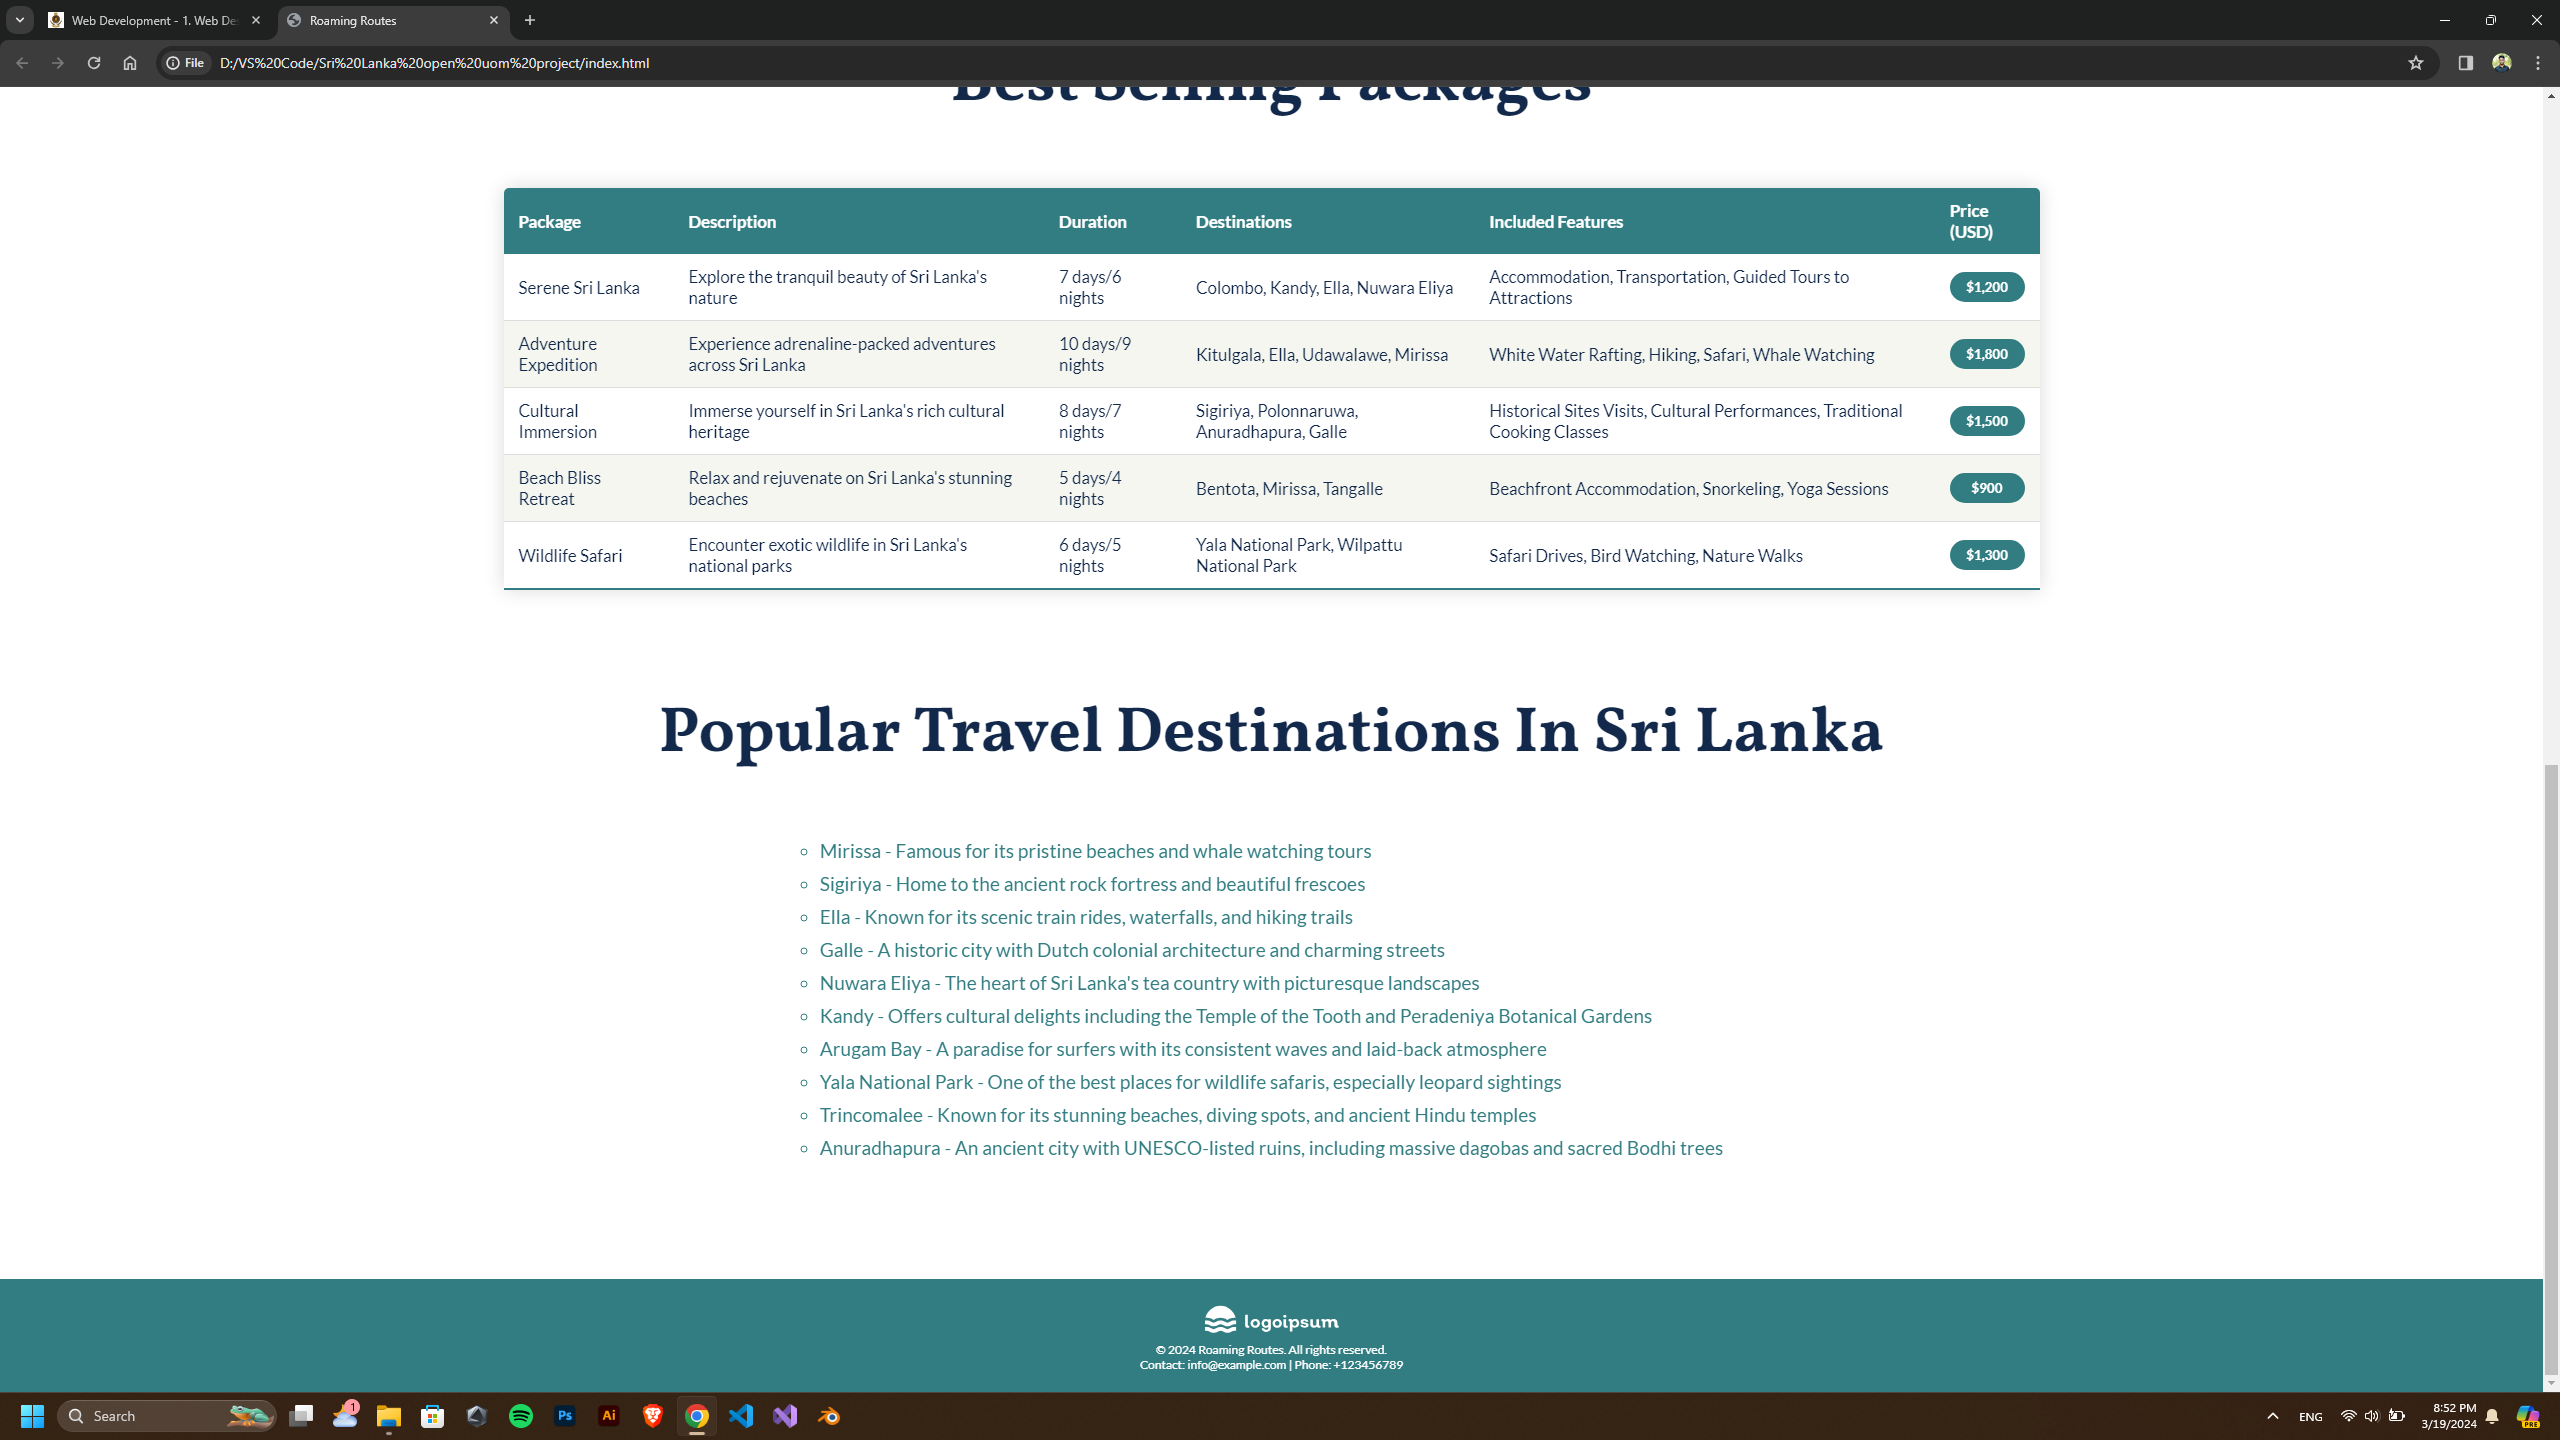 Web Development - 1. Web De
Roaming Routes
File
D:/VS%20Code/Sri%20Lanka%20open%20uom%20project/index.html
Best Selling Packages
Package Description Duration Destinations Included Features Price (USD)
Serene Sri Lanka
Explore the tranquil beauty of Sri Lanka's
nature
7 days/6
nights
Colombo, Kandy, Ella, Nuwara Eliya
Accommodation, Transportation, Guided Tours to
Attractions
$1,200
Adventure
Expedition
Experience adrenaline-packed adventures
across Sri Lanka
10 days/9
nights
Kitulgala, Ella, Udawalawe, Mirissa
White Water Rafting, Hiking, Safari, Whale Watching
$1,800
Cultural
Immersion
Immerse yourself in Sri Lanka's rich cultural
heritage
8 days/7
nights
Sigiriya, Polonnaruwa,
Anuradhapura, Galle
Historical Sites Visits, Cultural Performances, Traditional
Cooking Classes
$1,500
Beach Bliss
Retreat
Relax and rejuvenate on Sri Lanka's stunning
beaches
5 days/4
nights
Bentota, Mirissa, Tangalle
Beachfront Accommodation, Snorkeling, Yoga Sessions
$900
Wildlife Safari
Encounter exotic wildlife in Sri Lanka's
national parks
6 days/5
nights
Yala National Park, Wilpattu
National Park
Safari Drives, Bird Watching, Nature Walks
$1,300
Popular Travel Destinations In Sri Lanka
Mirissa - Famous for its pristine beaches and whale watching tours
Sigiriya - Home to the ancient rock fortress and beautiful frescoes
Ella - Known for its scenic train rides, waterfalls, and hiking trails
Galle - A historic city with Dutch colonial architecture and charming streets
Nuwara Eliya - The heart of Sri Lanka's tea country with picturesque landscapes
Kandy - Offers cultural delights including the Temple of the Tooth and Peradeniya Botanical Gardens
Arugam Bay - A paradise for surfers with its consistent waves and laid-back atmosphere
Yala National Park - One of the best places for wildlife safaris, especially leopard sightings
Trincomalee - Known for its stunning beaches, diving spots, and ancient Hindu temples
Anuradhapura - An ancient city with UNESCO-listed ruins, including massive dagobas and sacred Bodhi trees
logoipsum
© 2024 Roaming Routes. All rights reserved.
Contact: info@example.com | Phone: +123456789
Search
1
Ps
Ai
ENG
8:52 PM
3/19/2024
PRE